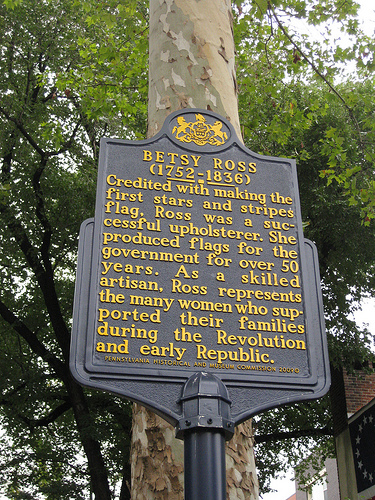 BETSY ROSS
(1752-1836)
Credited with making the
first stars and stripes
flag, Ross was a suc-
cessful upholsterer. She
produced flags for the
government for over 50
years. As a skilled
artisan, Ross represents
the many women who sup-
ported their families
during the Revolution
and early Republic.
PENNSYLVANIA HISTORICAL AND MUSEUM COMMISSION